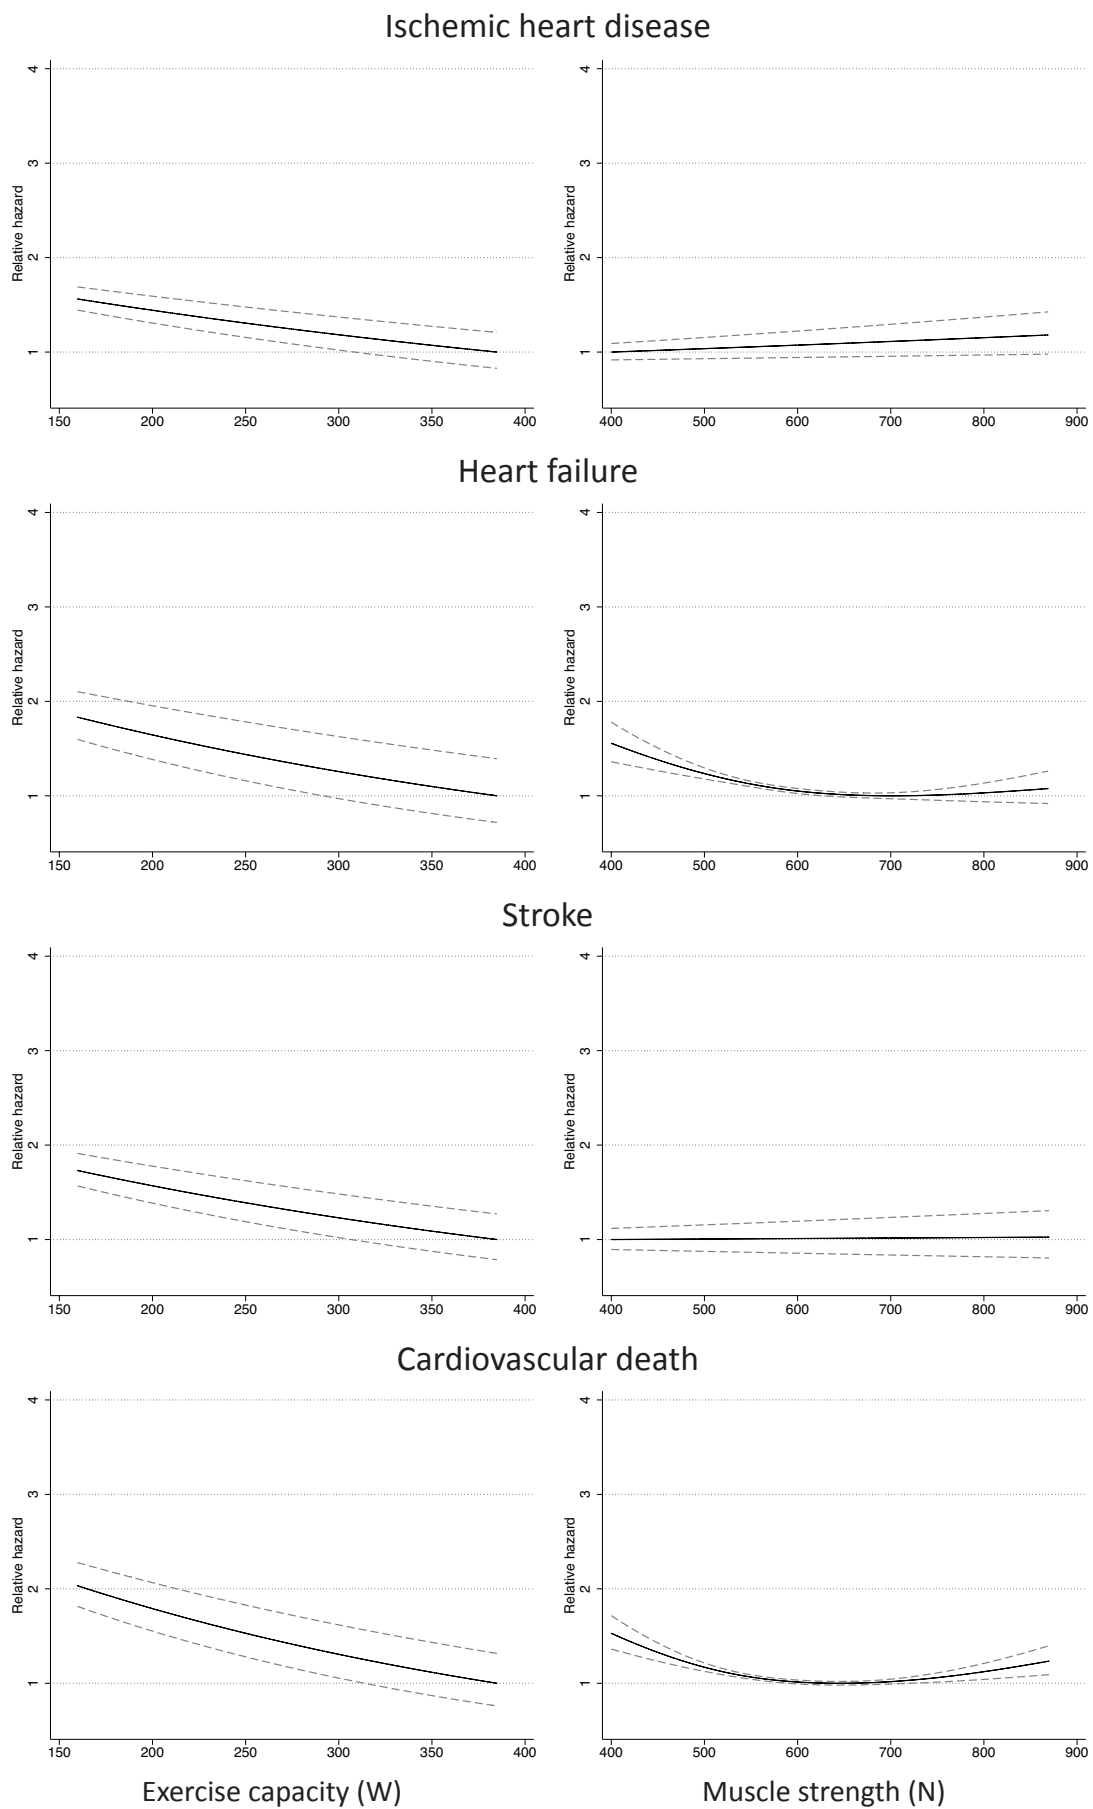 Ischemic heart disease
Relative hazard
1 2 3 4
150 200 250 300 350 400
Relative hazard
1 2 3 4
400 500 600 700 800 900
Heart failure
Relative hazard
1 2 3 4
150 200 250 300 350 400
Relative hazard
1 2 3 4
400 500 600 700 800 900
Stroke
Relative hazard
1 2 3 4
150 200 250 300 350 400
Relative hazard
1 2 3 4
400 500 600 700 800 900
Cardiovascular death
Relative hazard
1 2 3 4
150 200 250 300 350 400
Relative hazard
1 2 3 4
400 500 600 700 800 900
Exercise capacity (W)
Muscle strength (N)